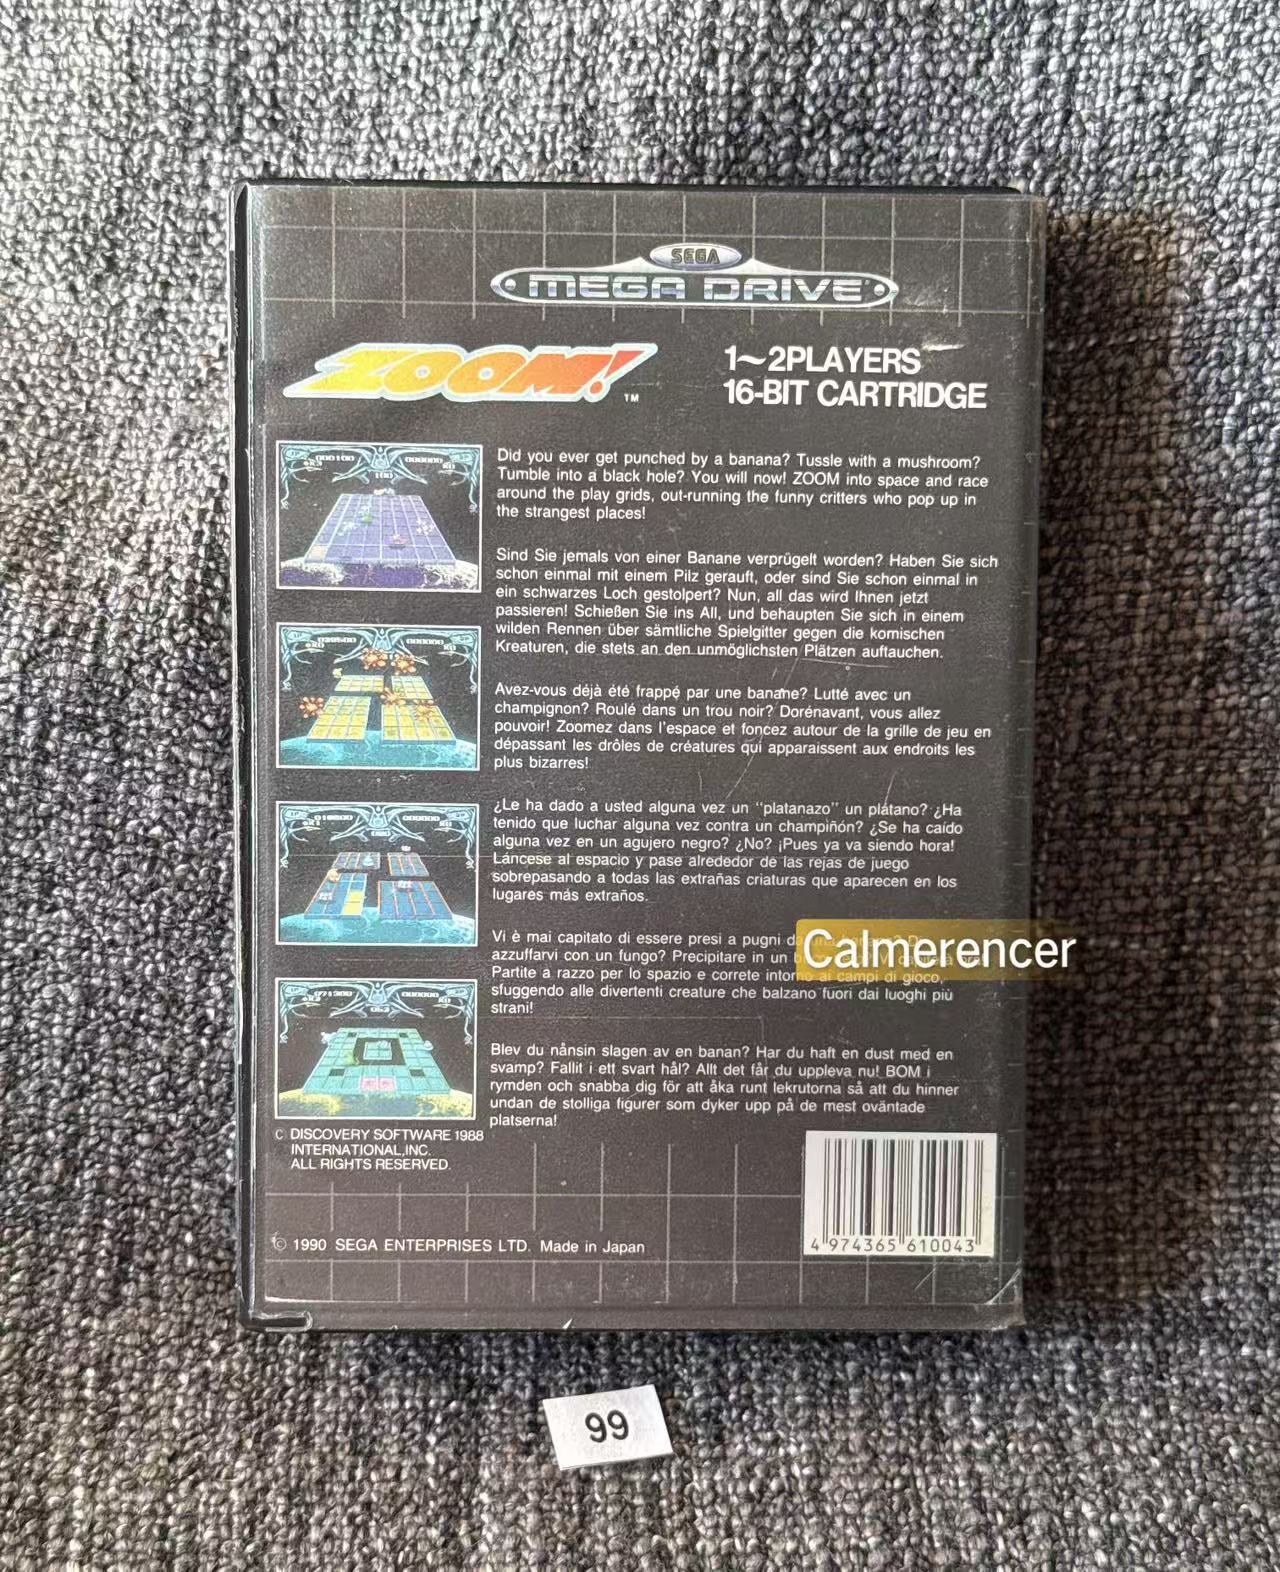 SEGA
MEGA DRIVE
ZOOM!
TM
1~2PLAYERS
16-BIT CARTRIDGE
Did you ever get punched by a banana? Tussle with a mushroom?
Tumble into a black hole? You will now! ZOOM into space and race
around the play grids, out-running the funny critters who pop up in
the strangest places!
Sind Sie jemals von einer Banane verprügelt worden? Haben Sie sich
schon einmal mit einem Pilz gerauft, oder sind Sie schon einmal in
ein schwarzes Loch gestolpert? Nun, all das wird Ihnen jetzt
passieren! Schießen Sie ins All, und behaupten Sie sich in einem
wilden Rennen über sämtliche Spielgitter gegen die komischen
Kreaturen, die stets an den unmöglichsten Plätzen auftauchen.
Avez-vous déjà été frappé par une banane? Lutté avec un
champignon? Roulé dans un trou noir? Dorénavant, vous allez
pouvoir! Zoomez dans l'espace et foncez autour de la grille de jeu en
dépassant les drôles de créatures qui apparaissent aux endroits les
plus bizarres!
¿Le ha dado a usted alguna vez un "platanazo" un plátano? ¿Ha
tenido que luchar alguna vez contra un champiñón? ¿Se ha caído
alguna vez en un agujero negro? ¿No? ¡Pues ya va siendo hora!
Láncese al espacio y pase alrededor de las rejas de juego
sobrepasando a todas las extrañas criaturas que aparecen en los
lugares más extraños.
Vi è mai capitato di essere presi a pugni
azzuffarvi con un fungo? Precipitare in un
Partite a razzo per lo spazio e correte intorno ai campi di gioco,
sfuggendo alle divertenti creature che balzano fuori dai luoghi più
strani!
Calmerencer
Blev du nånsin slagen av en banan? Har du haft en dust med en
svamp? Fallit i ett svart hål? Allt det får du uppleva nu! BOM i
rymden och snabba dig för att åka runt lekrutorna så att du hinner
undan de stolliga figurer som dyker upp på de mest oväntade
platserna!
C DISCOVERY SOFTWARE 1988
INTERNATIONAL,INC.
ALL RIGHTS RESERVED.
© 1990 SEGA ENTERPRISES LTD. Made in Japan
4 974365 610043
99